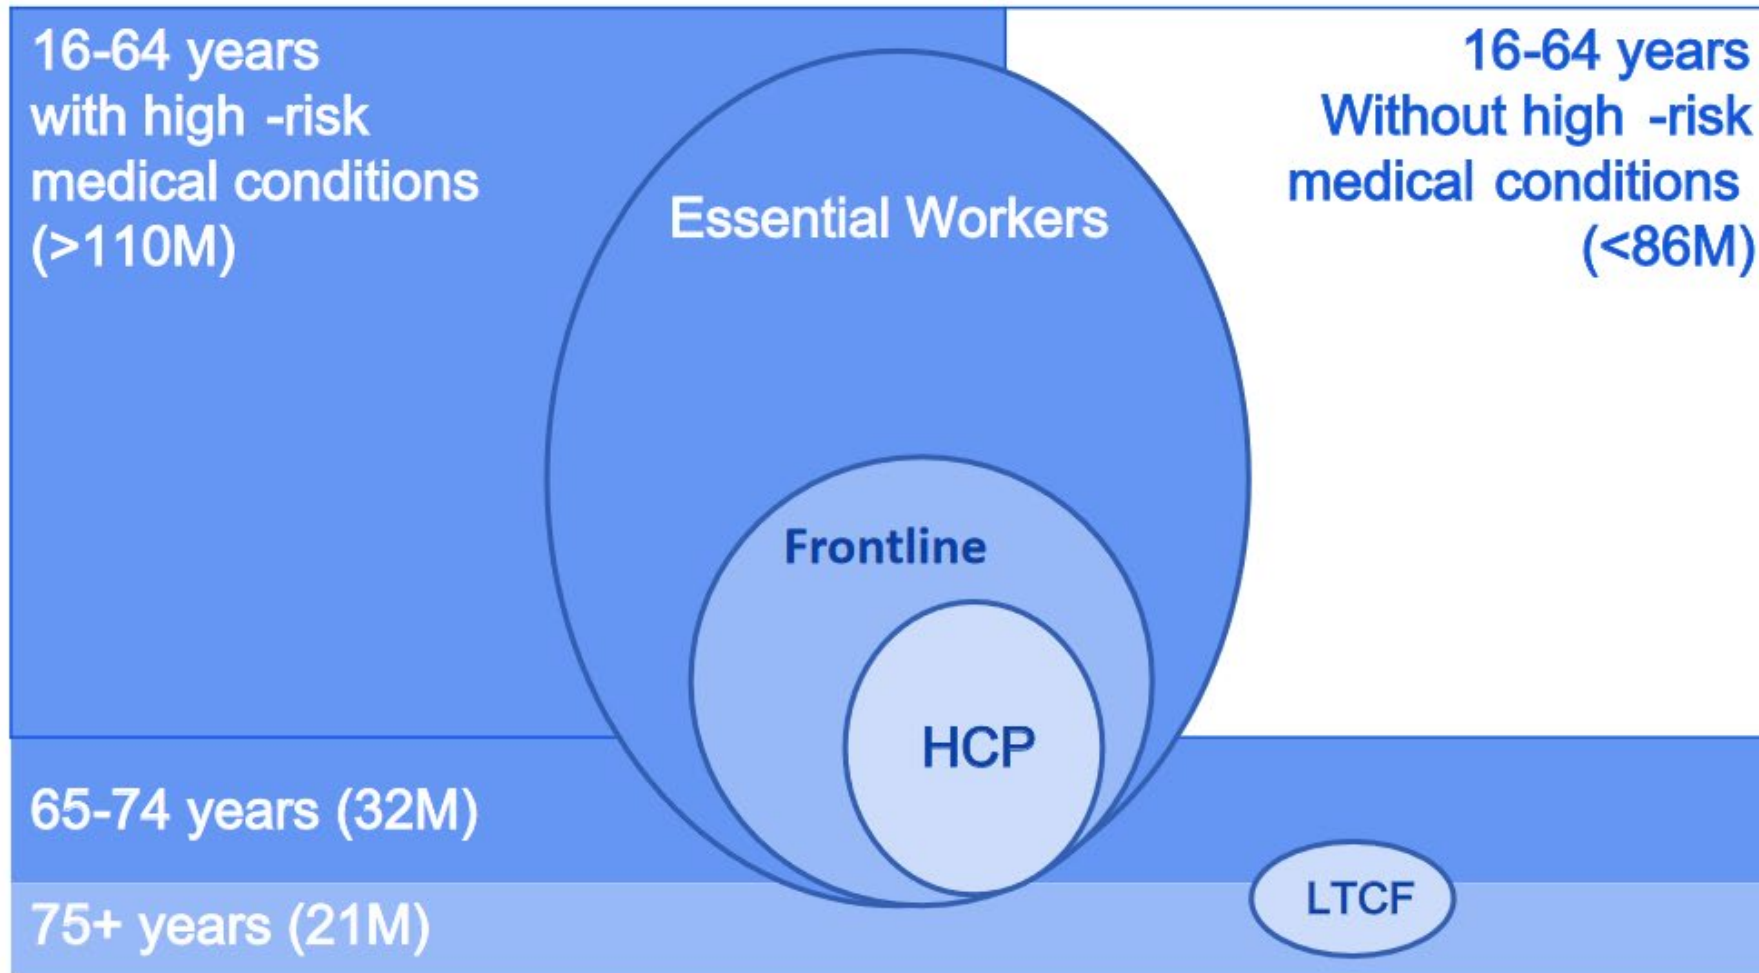 16-64 years
with high -risk
medical conditions
(>110M)
16-64 years
Without high -risk
medical conditions
(<86M)
Essential Workers
Frontline
HCP
65-74 years (32M)
LTCF
75+ years (21M)